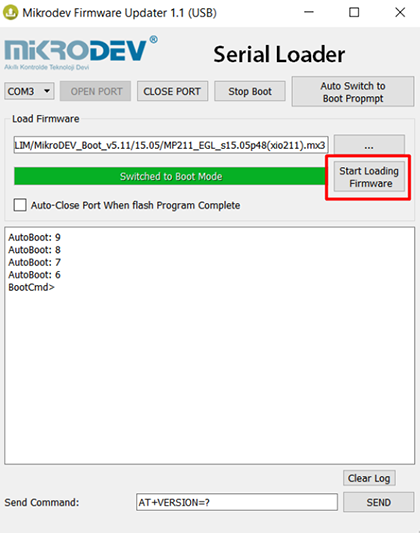 Mikrodev Firmware Updater 1.1 (USB)
MiKRODEV®
Akıllı Kontrolde Teknoloji Devi
Serial Loader
COM3
OPEN PORT
CLOSE PORT
Stop Boot
Auto Switch to
Boot Propmpt
Load Firmware
LIM/MikroDEV_Boot_v5.11/15.05/MP211_EGL_s15.05p48(xio211).mx3
...
Switched to Boot Mode
Start Loading
Firmware
Auto-Close Port When flash Program Complete
AutoBoot: 9
AutoBoot: 8
AutoBoot: 7
AutoBoot: 6
BootCmd>
Clear Log
Send Command:
AT+VERSION=?
SEND